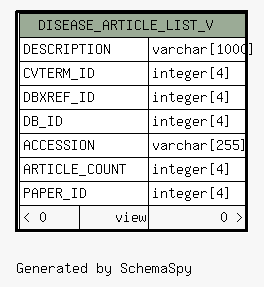 DISEASE_ARTICLE_LIST_V
DESCRIPTION varchar[1000]
CVTERM_ID integer[4]
DBXREF_ID integer[4]
DB_ID integer[4]
ACCESSION varchar[255]
ARTICLE_COUNT integer[4]
PAPER_ID integer[4]
< 0 view 0 >
Generated by SchemaSpy